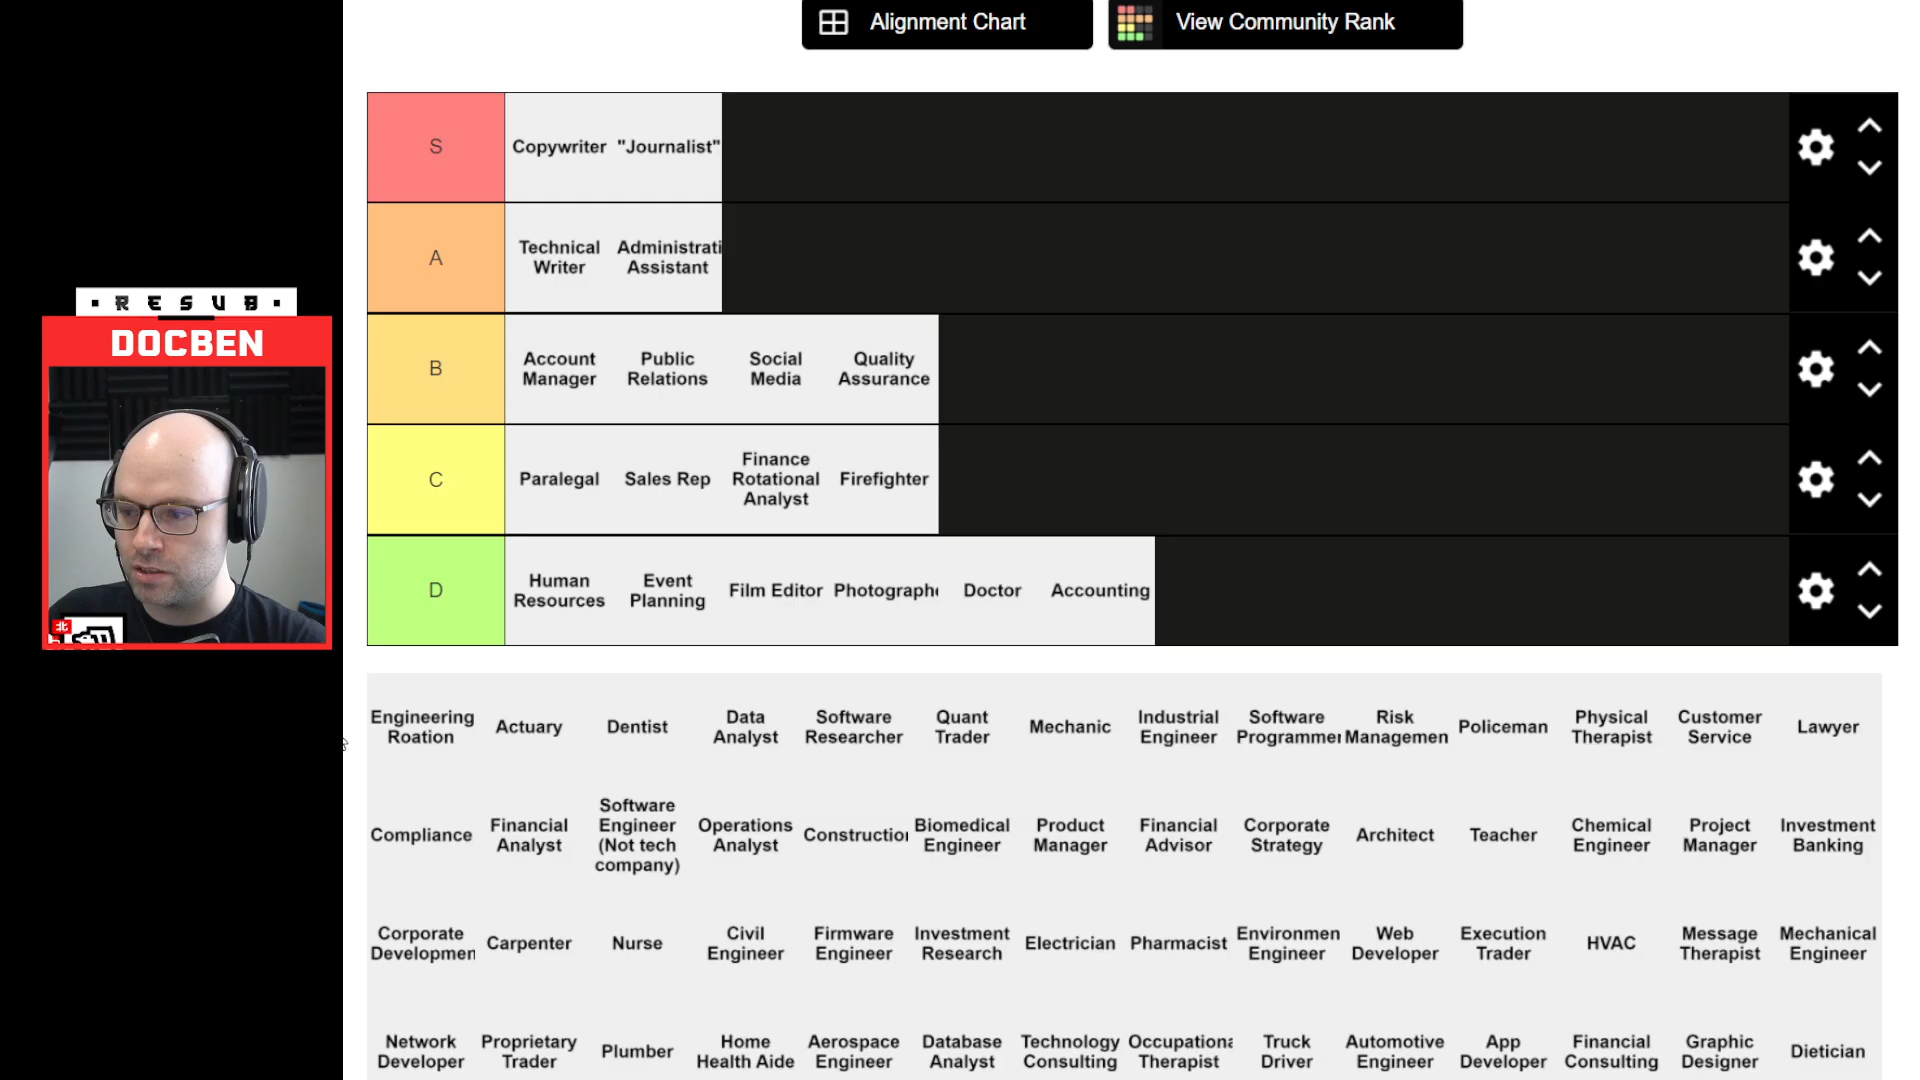 Alignment Chart
View Community Rank
S
Copywriter
"Journalist"
A
Technical
Writer
Administrati
Assistant
B
Account
Manager
Public
Relations
Social
Media
Quality
Assurance
C
Paralegal
Sales Rep
Finance
Rotational
Analyst
Firefighter
D
Human
Resources
Event
Planning
Film Editor
Photographe
Doctor
Accounting
RESUB
DOCBEN
北
Engineering
Roation
Actuary
Dentist
Data
Analyst
Software
Researcher
Quant
Trader
Mechanic
Industrial
Engineer
Software
Programmer
Risk
Managemen
Policeman
Physical
Therapist
Customer
Service
Lawyer
Compliance
Financial
Analyst
Software
Engineer
(Not tech
company)
Operations
Analyst
Construction
Biomedical
Engineer
Product
Manager
Financial
Advisor
Corporate
Strategy
Architect
Teacher
Chemical
Engineer
Project
Manager
Investment
Banking
Corporate
Developmen
Carpenter
Nurse
Civil
Engineer
Firmware
Engineer
Investment
Research
Electrician
Pharmacist
Environmen
Engineer
Web
Developer
Execution
Trader
HVAC
Message
Therapist
Mechanical
Engineer
Network
Developer
Proprietary
Trader
Plumber
Home
Health Aide
Aerospace
Engineer
Database
Analyst
Technology
Consulting
Occupationa
Therapist
Truck
Driver
Automotive
Engineer
App
Developer
Financial
Consulting
Graphic
Designer
Dietician